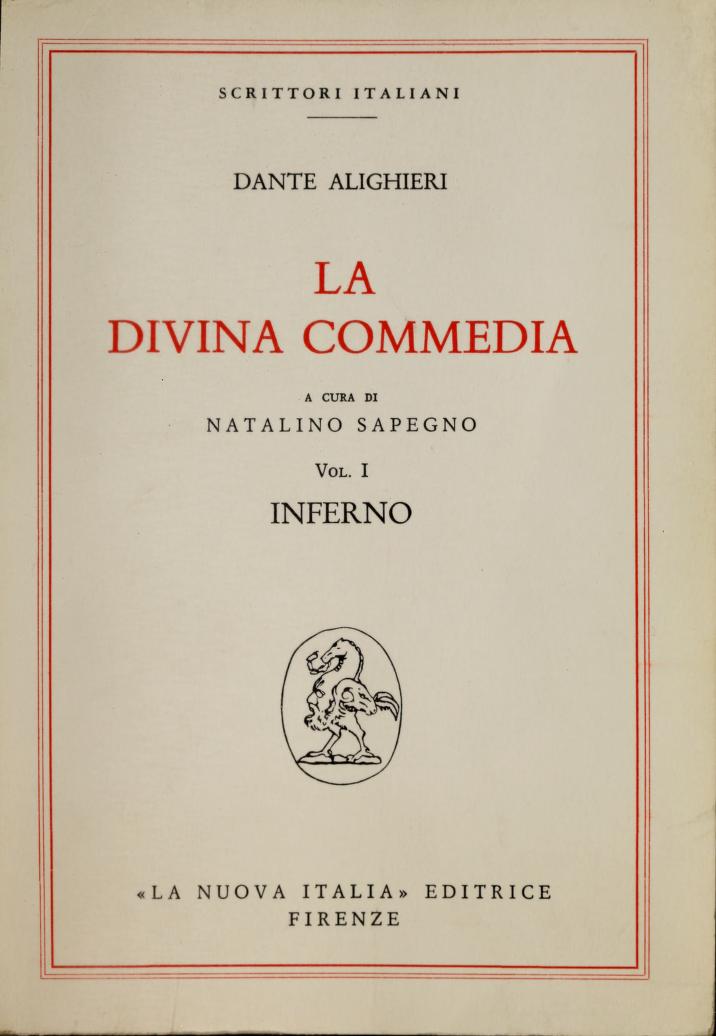 SCRITTORI ITALIANI
DANTE ALIGHIERI
LA
DIVINA COMMEDIA
A CURA DI
NATALINO SAPEGNO
VOL. I
INFERNO
«LA NUOVA ITALIA» EDITRICE
FIRENZE